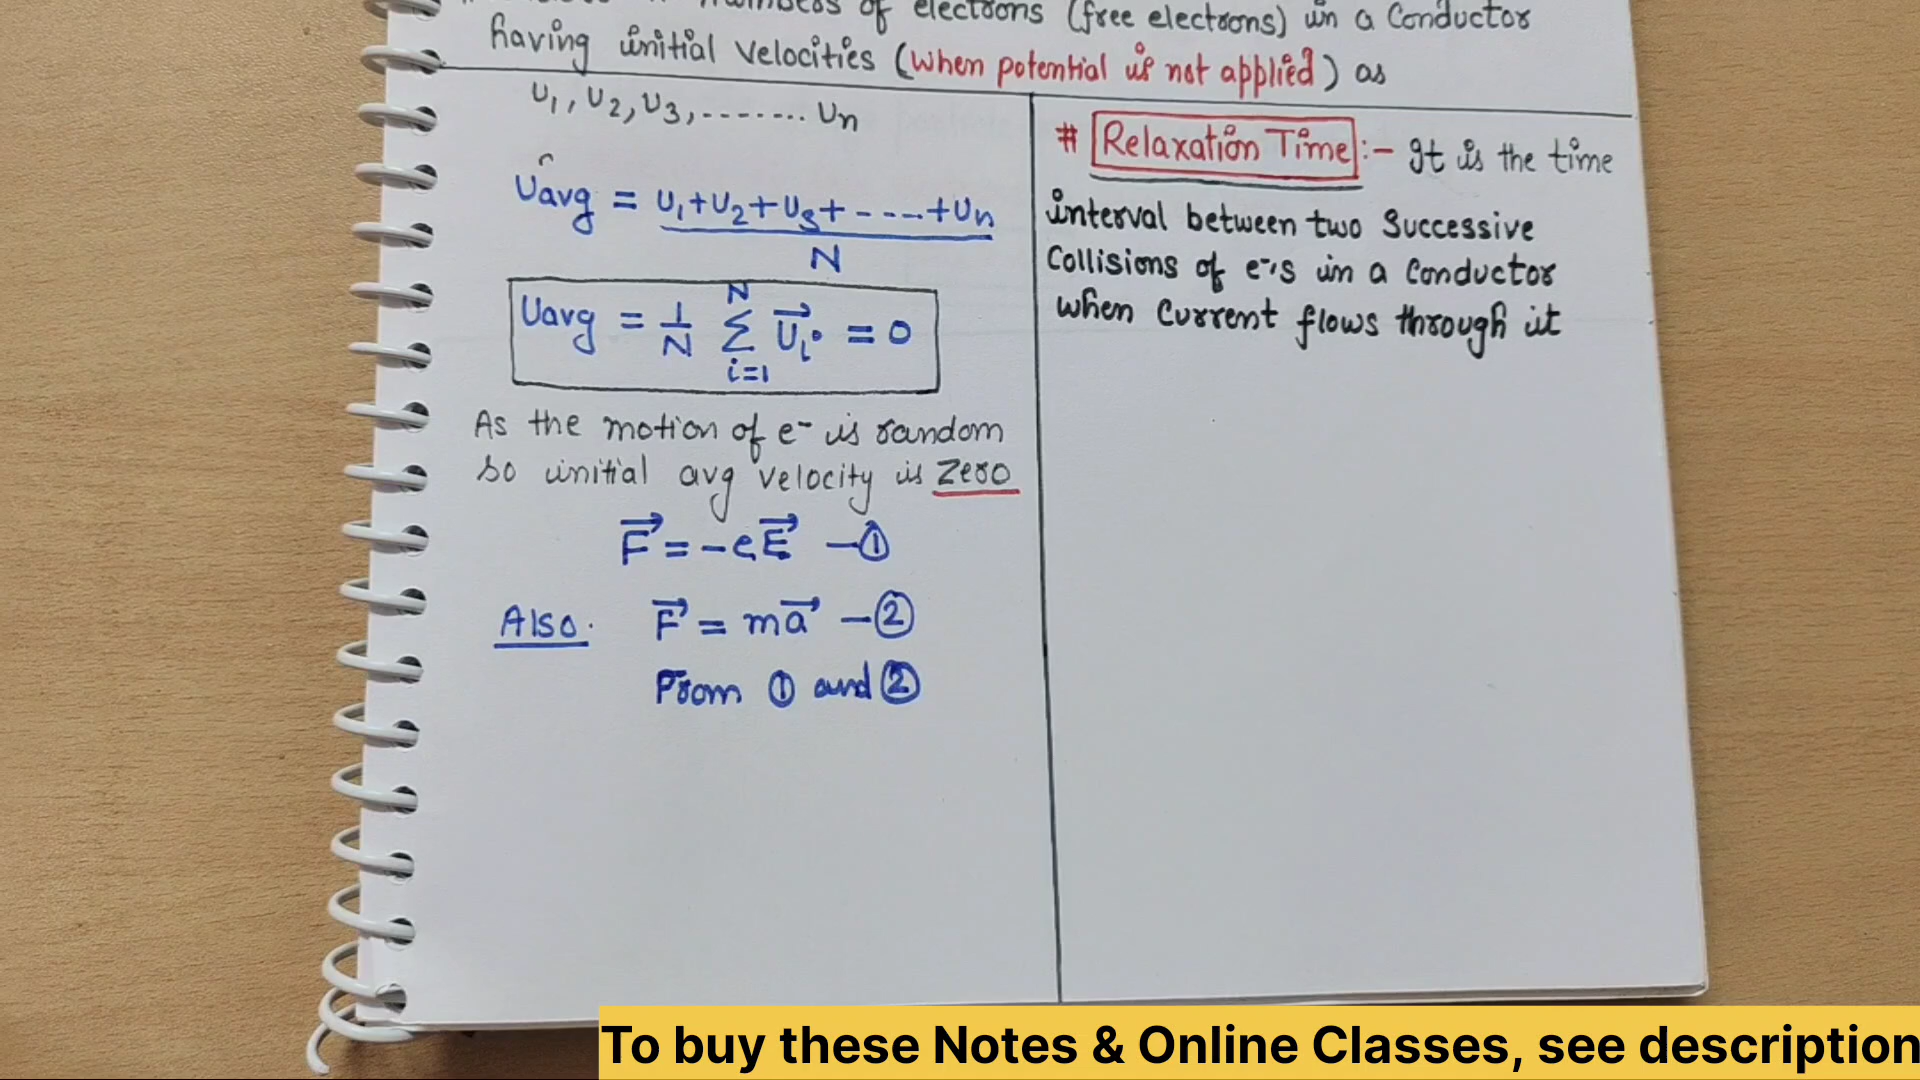 numbers of electrons (free electrons) in a Conductor
having initial velocities (when potential is not applied) as
U1, U2, U3, ....... Un
Uavg = U1+U2+U3+ ---- +Un
N
Uavg = 1/N N∑i=1 U⃗i = 0
As the motion of e- is random
so initial avg velocity is Zero
F⃗ = -eE⃗ -①
Also. F⃗ = ma⃗ -②
From ① and ②
# Relaxation Time :- It is the time
interval between two Successive
Collisions of e-'s in a Conductor
when Current flows through it
To buy these Notes & Online Classes, see description